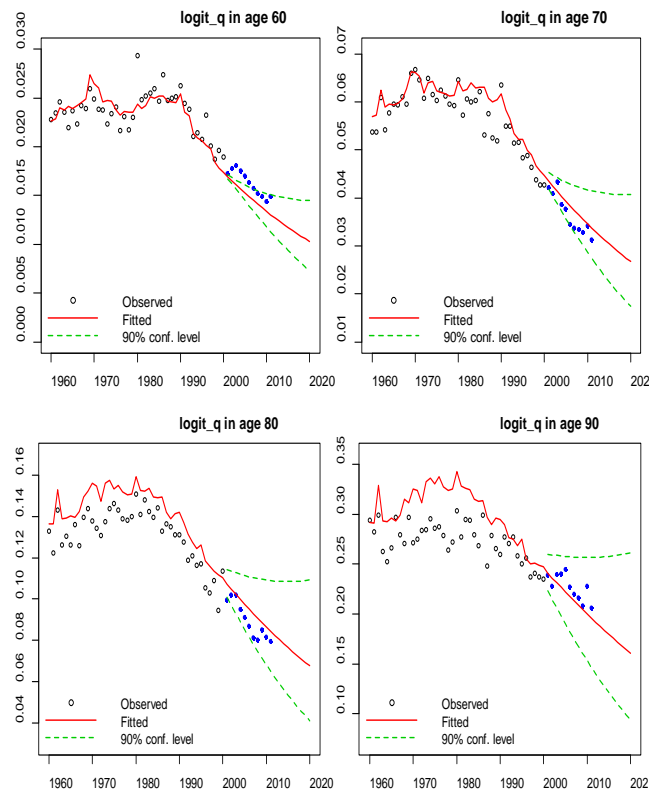 logit_q in age 60
0.030
0.025
0.020
0.015
0.010
0.005
0.000
Observed
Fitted
90% conf. level
1960 1970 1980 1990 2000 2010 2020
logit_q in age 70
0.07
0.06
0.05
0.04
0.03
0.02
0.01
Observed
Fitted
90% conf. level
1960 1970 1980 1990 2000 2010 202
logit_q in age 80
0.16
0.14
0.12
0.10
0.08
0.06
0.04
Observed
Fitted
90% conf. level
1960 1970 1980 1990 2000 2010 2020
logit_q in age 90
0.35
0.30
0.25
0.20
0.15
0.10
Observed
Fitted
90% conf. level
1960 1970 1980 1990 2000 2010 202